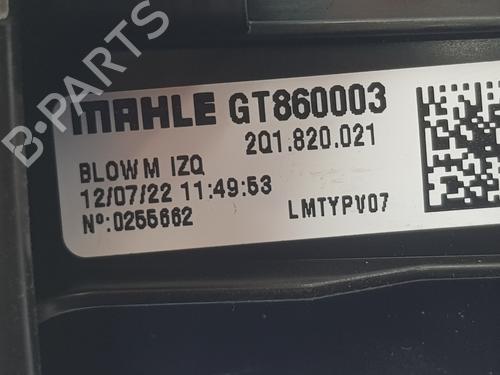 B-PARTS
MAHLE GT860003
2Q1.820.021
BLOW M IZQ
12/07/22 11:49:53
Nº:0255662 LMTYPV07